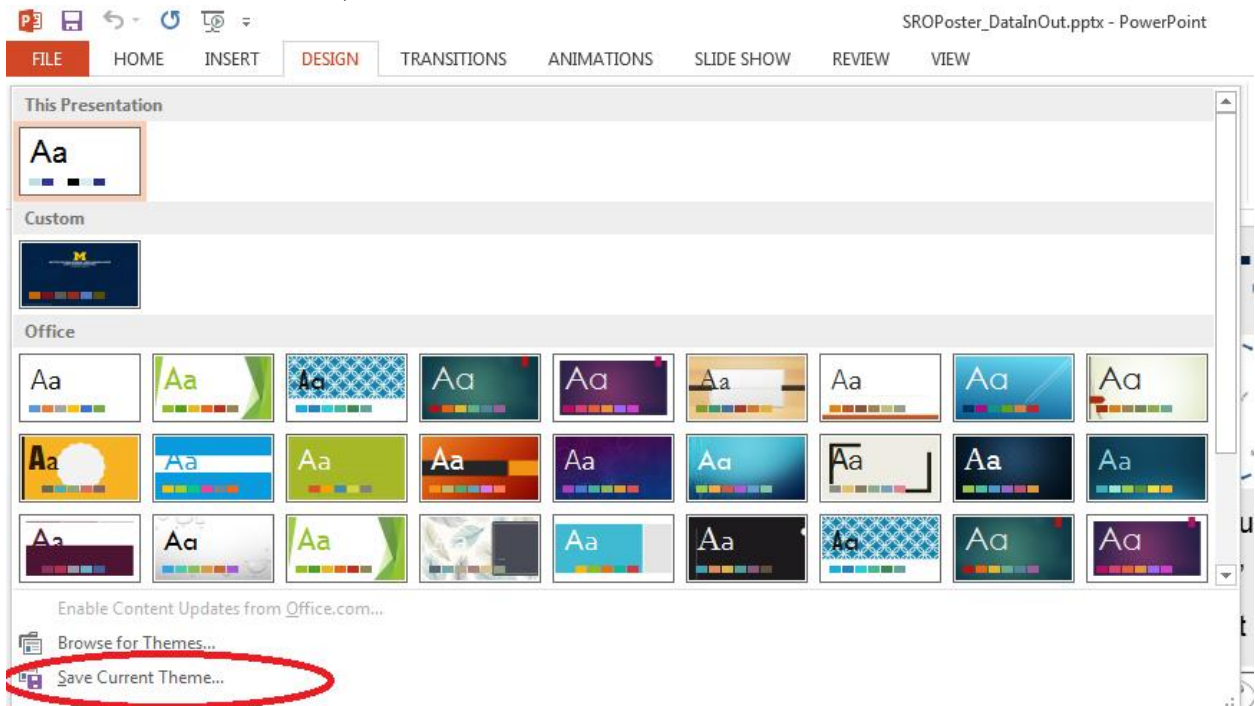 SROPoster_DataInOut.pptx - PowerPoint
FILE HOME INSERT DESIGN TRANSITIONS ANIMATIONS SLIDE SHOW REVIEW VIEW
This Presentation
Aa
Custom
M
Office
Aa Aa Aa Aa Aa Aa Aa Aa Aa
Aa Aa Aa Aa Aa Aa Aa Aa Aa
Aa Aa Aa Aa Aa Aa Aa Aa
Enable Content Updates from Office.com...
Browse for Themes...
Save Current Theme...